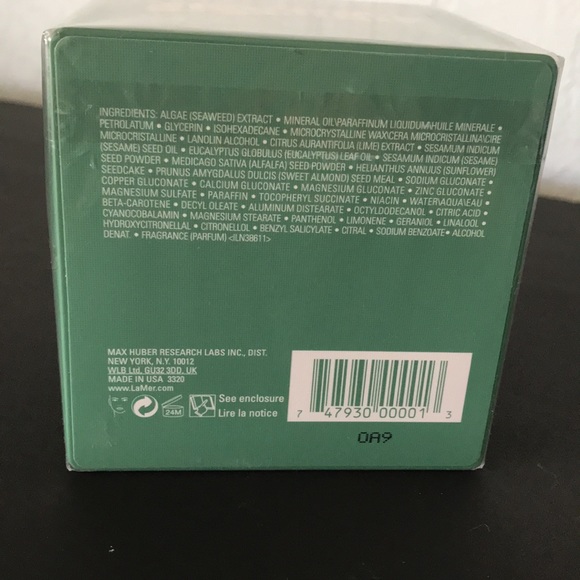 INGREDIENTS: ALGAE (SEAWEED) EXTRACT • MINERAL OIL\PARAFFINUM LIQUIDUM\HUILE MINERALE •
PETROLATUM • GLYCERIN • ISOHEXADECANE • MICROCRYSTALLINE WAX\CERA MICROCRISTALLINA\CIRE
MICROCRISTALLINE • LANOLIN ALCOHOL • CITRUS AURANTIFOLIA (LIME) EXTRACT • SESAMUM INDICUM
(SESAME) SEED OIL • EUCALYPTUS GLOBULUS (EUCALYPTUS) LEAF OIL • SESAMUM INDICUM (SESAME)
SEED POWDER • MEDICAGO SATIVA (ALFALFA) SEED POWDER • HELIANTHUS ANNUUS (SUNFLOWER)
SEEDCAKE • PRUNUS AMYGDALUS DULCIS (SWEET ALMOND) SEED MEAL • SODIUM GLUCONATE •
COPPER GLUCONATE • CALCIUM GLUCONATE • MAGNESIUM GLUCONATE • ZINC GLUCONATE •
MAGNESIUM SULFATE • PARAFFIN • TOCOPHERYL SUCCINATE • NIACIN • WATER\AQUA\EAU •
BETA-CAROTENE • DECYL OLEATE • ALUMINUM DISTEARATE • OCTYLDODECANOL • CITRIC ACID •
CYANOCOBALAMIN • MAGNESIUM STEARATE • PANTHENOL • LIMONENE • GERANIOL • LINALOOL •
HYDROXYCITRONELLAL • CITRONELLOL • BENZYL SALICYLATE • CITRAL • SODIUM BENZOATE • ALCOHOL
DENAT. • FRAGRANCE (PARFUM) <ILN38611>
MAX HUBER RESEARCH LABS INC., DIST.
NEW YORK, N.Y. 10012
WLB Ltd, GU32 3DD, UK
MADE IN USA 3320
www.LaMer.com
24M
See enclosure
Lire la notice
7 47930 00001 3
0A9